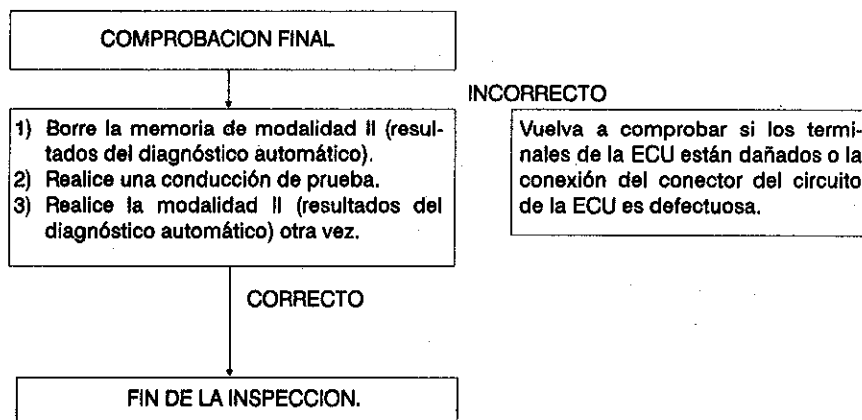 COMPROBACION FINAL
INCORRECTO
1) Borre la memoria de modalidad II (resul-
tados del diagnóstico automático).
2) Realice una conducción de prueba.
3) Realice la modalidad II (resultados del
diagnóstico automático) otra vez.
Vuelva a comprobar si los termi-
nales de la ECU están dañados o la
conexión del conector del circuito
de la ECU es defectuosa.
CORRECTO
FIN DE LA INSPECCION.